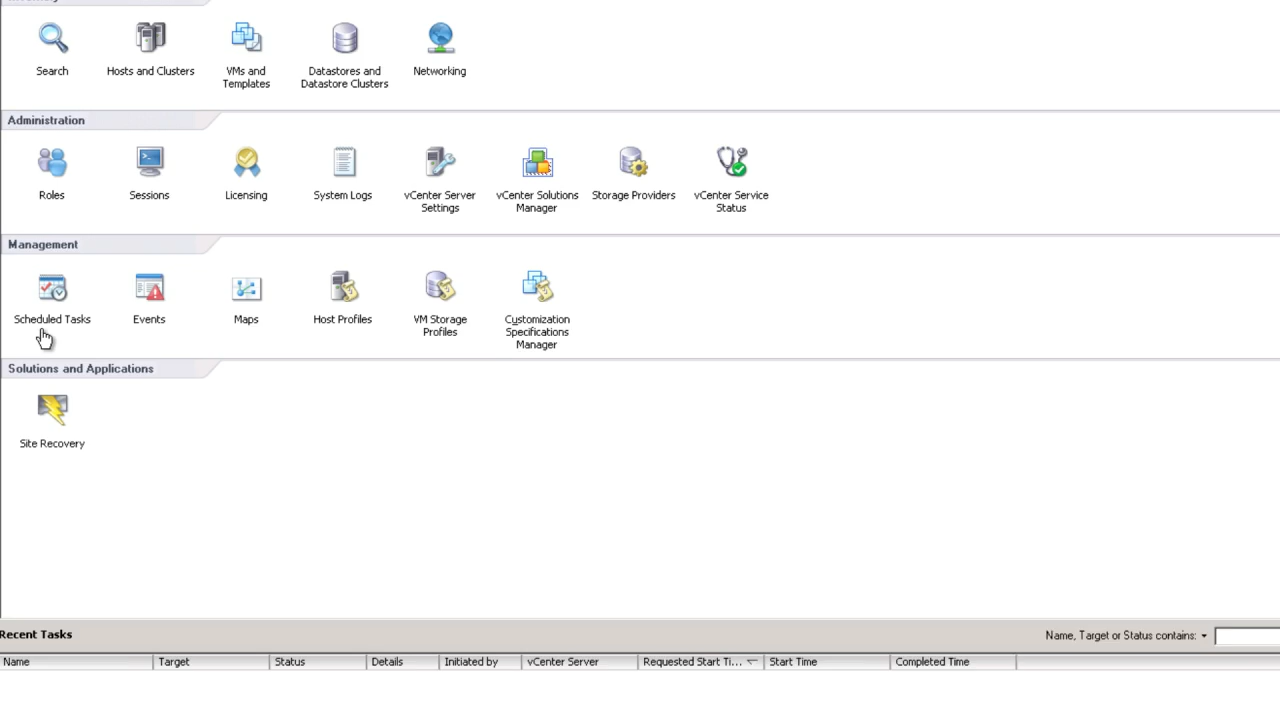 Search
Hosts and Clusters
VMs and
Templates
Datastores and
Datastore Clusters
Networking
Administration
Roles
Sessions
Licensing
System Logs
vCenter Server
Settings
vCenter Solutions
Manager
Storage Providers
vCenter Service
Status
Management
Scheduled Tasks
Events
Maps
Host Profiles
VM Storage
Profiles
Customization
Specifications
Manager
Solutions and Applications
Site Recovery
Recent Tasks
Name, Target or Status contains:
Name
Target
Status
Details
Initiated by
vCenter Server
Requested Start Ti...
Start Time
Completed Time